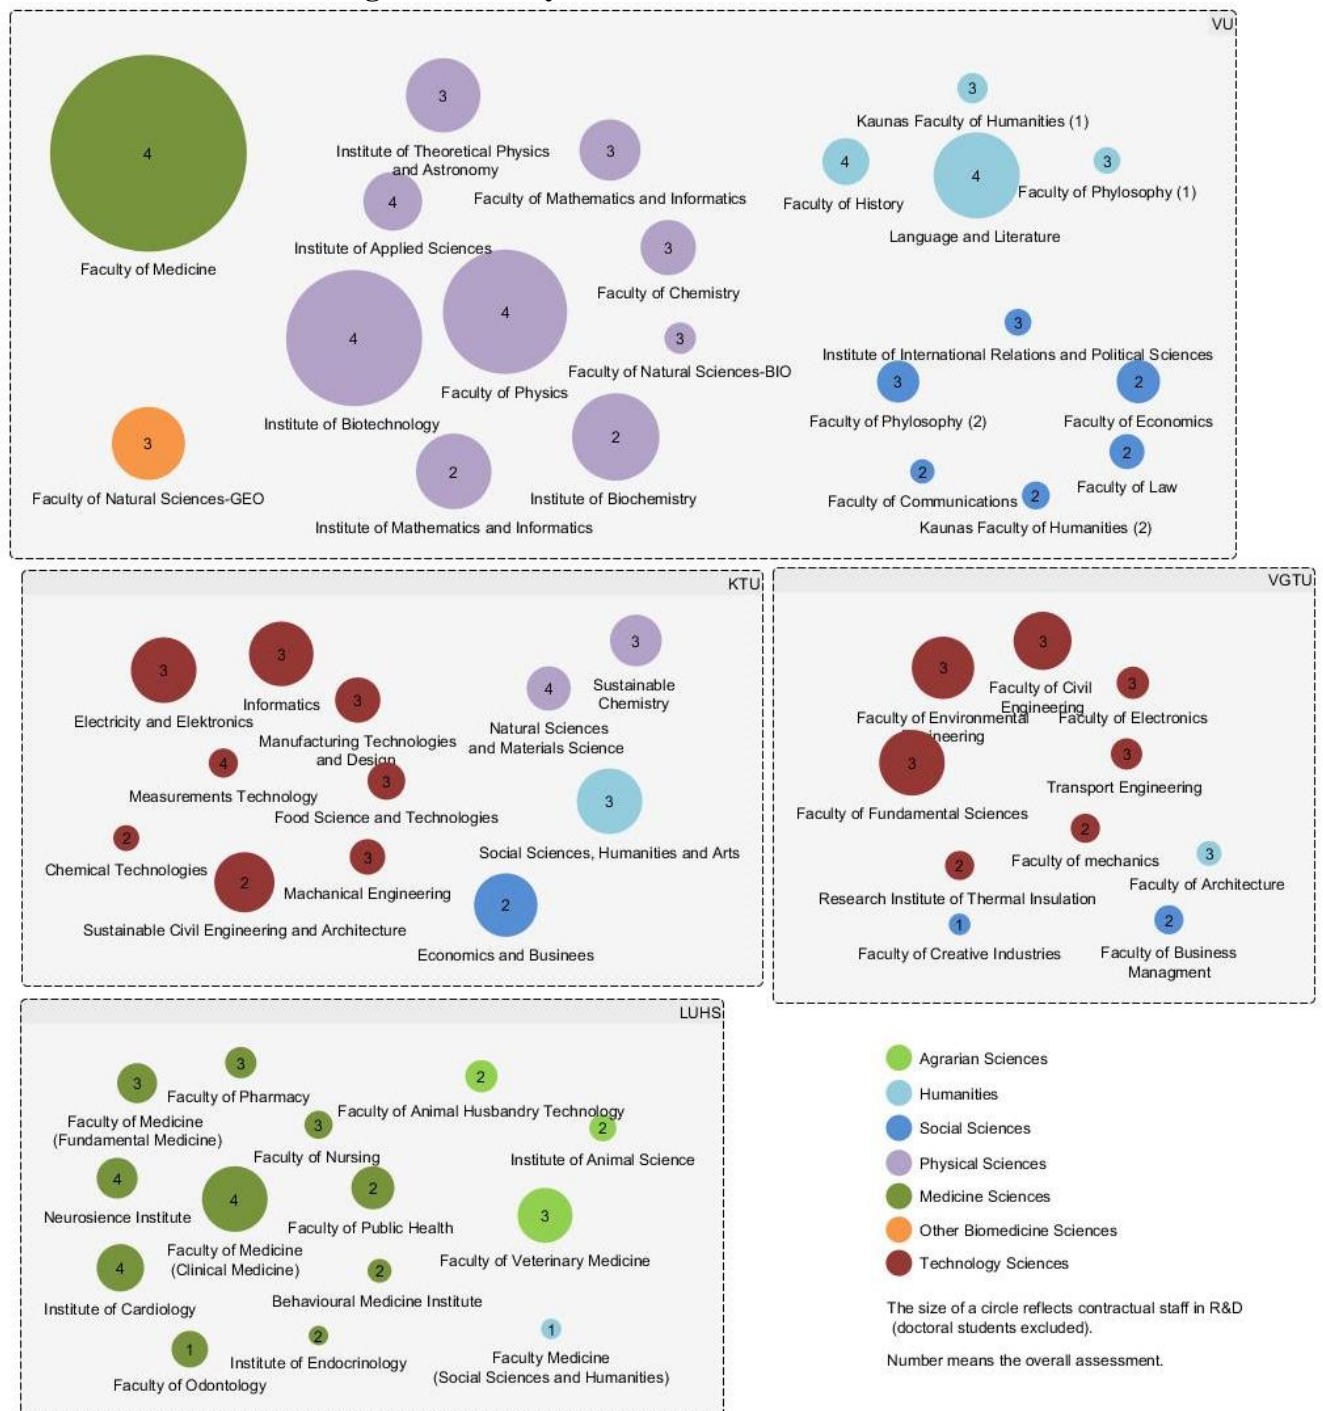 VU
4
Faculty of Medicine
3
Institute of Theoretical Physics
and Astronomy
3
Faculty of Mathematics and Informatics
4
Institute of Applied Sciences
3
Faculty of Chemistry
4
Institute of Biotechnology
4
Faculty of Physics
3
Faculty of Natural Sciences-BIO
2
Institute of Mathematics and Informatics
2
Institute of Biochemistry
3
Faculty of Natural Sciences-GEO
3
Kaunas Faculty of Humanities (1)
4
Faculty of History
4
Language and Literature
3
Faculty of Phylosophy (1)
3
Institute of International Relations and Political Sciences
3
Faculty of Phylosophy (2)
2
Faculty of Economics
2
Faculty of Law
2
Faculty of Communications
2
Kaunas Faculty of Humanities (2)
KTU
3
Electricity and Elektronics
3
Informatics
3
Manufacturing Technologies
and Design
4
Measurements Technology
3
Food Science and Technologies
2
Chemical Technologies
2
Sustainable Civil Engineering and Architecture
3
Machanical Engineering
3
Sustainable
Chemistry
4
Natural Sciences
and Materials Science
3
Social Sciences, Humanities and Arts
2
Economics and Businees
VGTU
3
Faculty of Environmental
3
Faculty of Civil
Engineering
3
Faculty of Electronics
3
Faculty of Fundamental Sciences
3
Transport Engineering
2
Faculty of mechanics
2
Research Institute of Thermal Insulation
3
Faculty of Architecture
1
Faculty of Creative Industries
2
Faculty of Business
Managment
LUHS
3
Faculty of Medicine
(Fundamental Medicine)
3
Faculty of Pharmacy
3
Faculty of Nursing
4
Neurosience Institute
4
Faculty of Medicine
(Clinical Medicine)
2
Faculty of Public Health
4
Institute of Cardiology
2
Behavioural Medicine Institute
1
Faculty of Odontology
2
Institute of Endocrinology
2
Faculty of Animal Husbandry Technology
2
Institute of Animal Science
3
Faculty of Veterinary Medicine
1
Faculty Medicine
(Social Sciences and Humanities)
Agrarian Sciences
Humanities
Social Sciences
Physical Sciences
Medicine Sciences
Other Biomedicine Sciences
Technology Sciences
The size of a circle reflects contractual staff in R&D
(doctoral students excluded).
Number means the overall assessment.